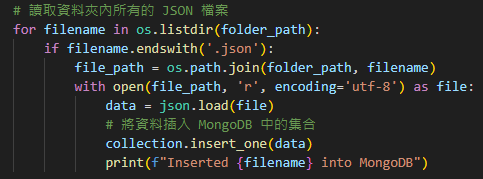 # 讀取資料夾內所有的 JSON 檔案
for filename in os.listdir(folder_path):
    if filename.endswith('.json'):
        file_path = os.path.join(folder_path, filename)
        with open(file_path, 'r', encoding='utf-8') as file:
            data = json.load(file)
            # 將資料插入 MongoDB 中的集合
            collection.insert_one(data)
            print(f"Inserted {filename} into MongoDB")